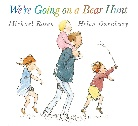 We're Going on a Bear Hunt
Michael Rosen Helen Oxenbury